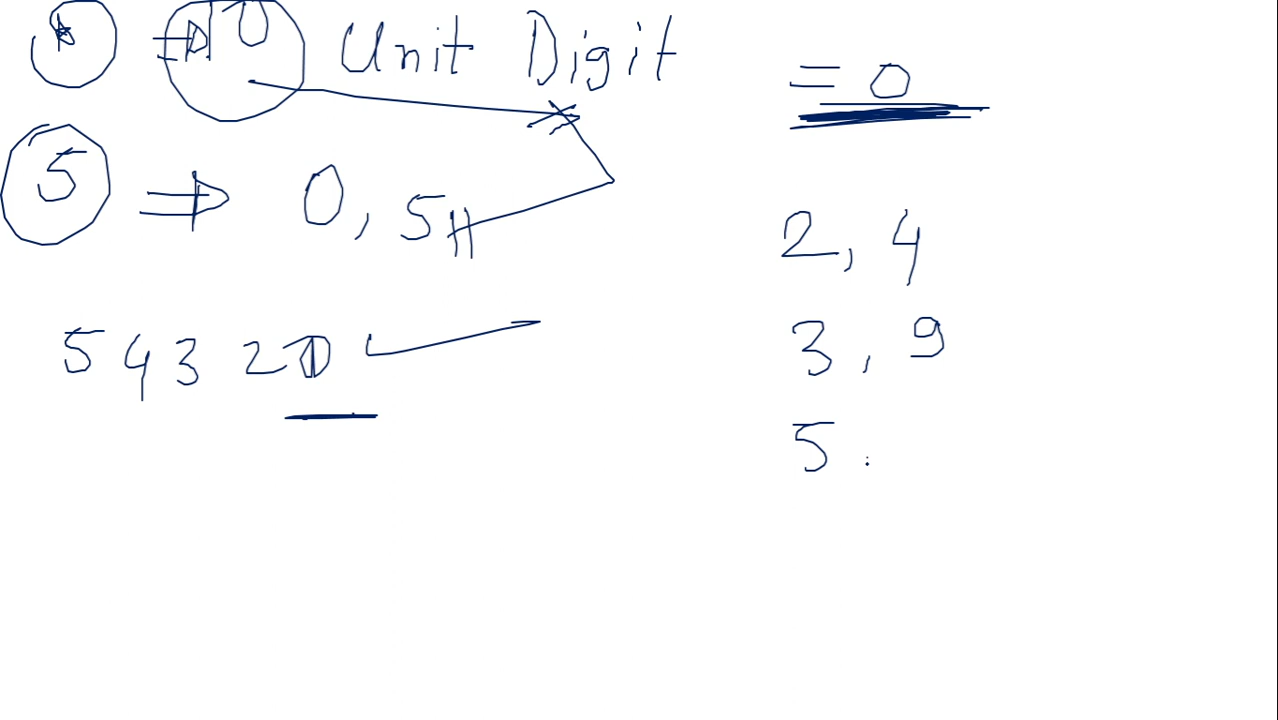 ⇒ 10 Unit Digit = 0
5 ⇒ 0, 5
2, 4
54320
3, 9
5